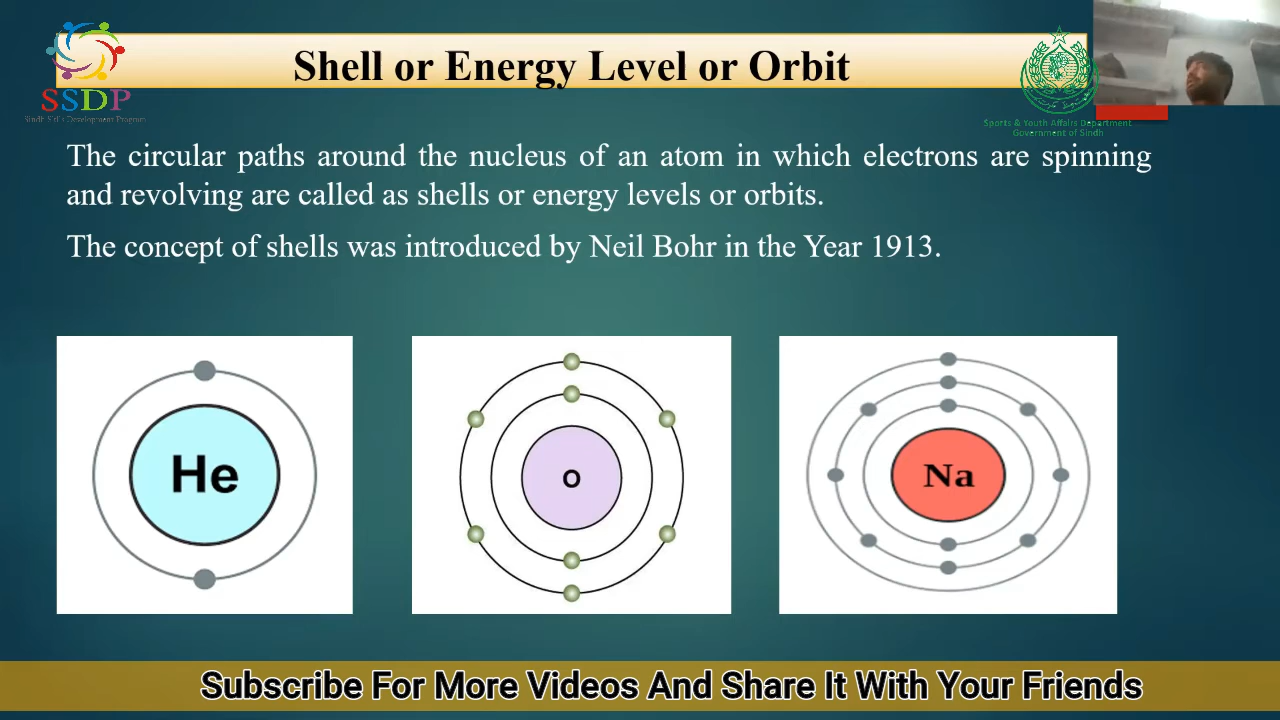 Shell or Energy Level or Orbit
SSDP
Sindh Skills Development Program
Sports & Youth Affairs Department
Government of Sindh
The circular paths around the nucleus of an atom in which electrons are spinning
and revolving are called as shells or energy levels or orbits.
The concept of shells was introduced by Neil Bohr in the Year 1913.
He
O
Na
Subscribe For More Videos And Share It With Your Friends